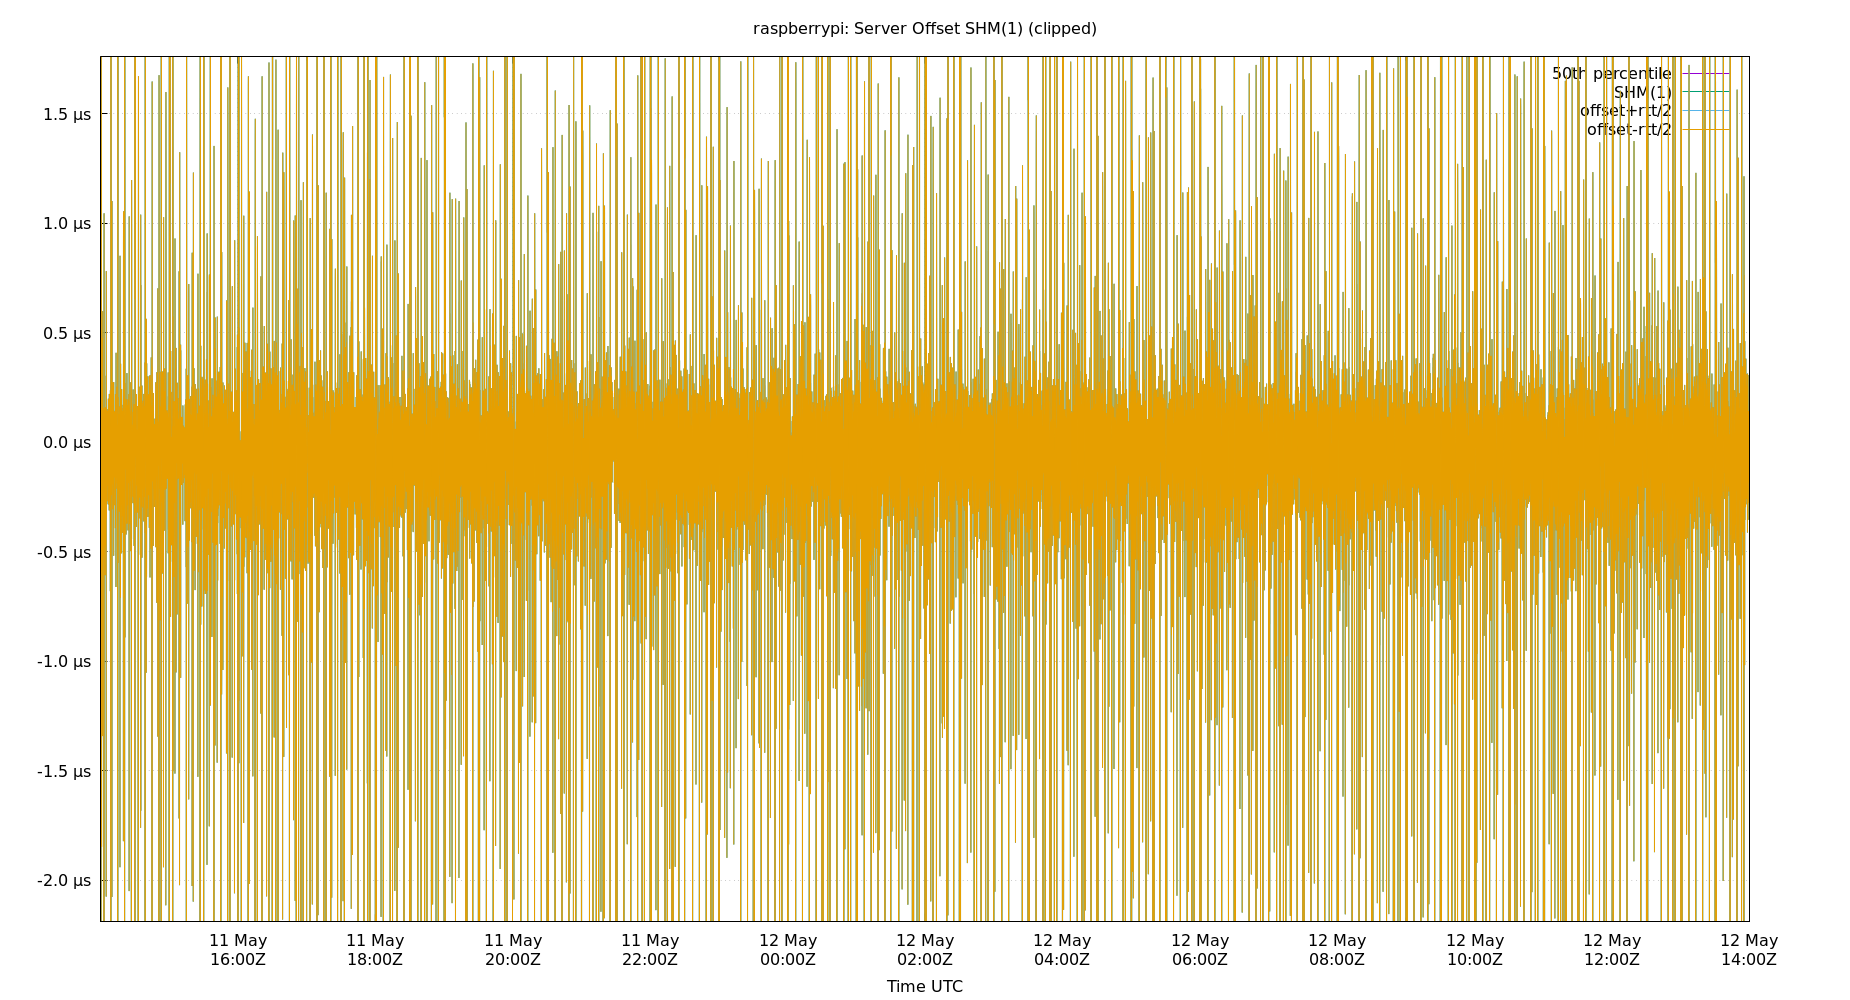 raspberrypi: Server Offset SHM(1) (clipped)
50th percentile
SHM(1)
offset+rtt/2
offset-rtt/2
1.5 µs
1.0 µs
0.5 µs
0.0 µs
-0.5 µs
-1.0 µs
-1.5 µs
-2.0 µs
11 May 11 May 11 May 11 May 12 May 12 May 12 May 12 May 12 May 12 May 12 May 12 May
16:00Z 18:00Z 20:00Z 22:00Z 00:00Z 02:00Z 04:00Z 06:00Z 08:00Z 10:00Z 12:00Z 14:00Z
Time UTC